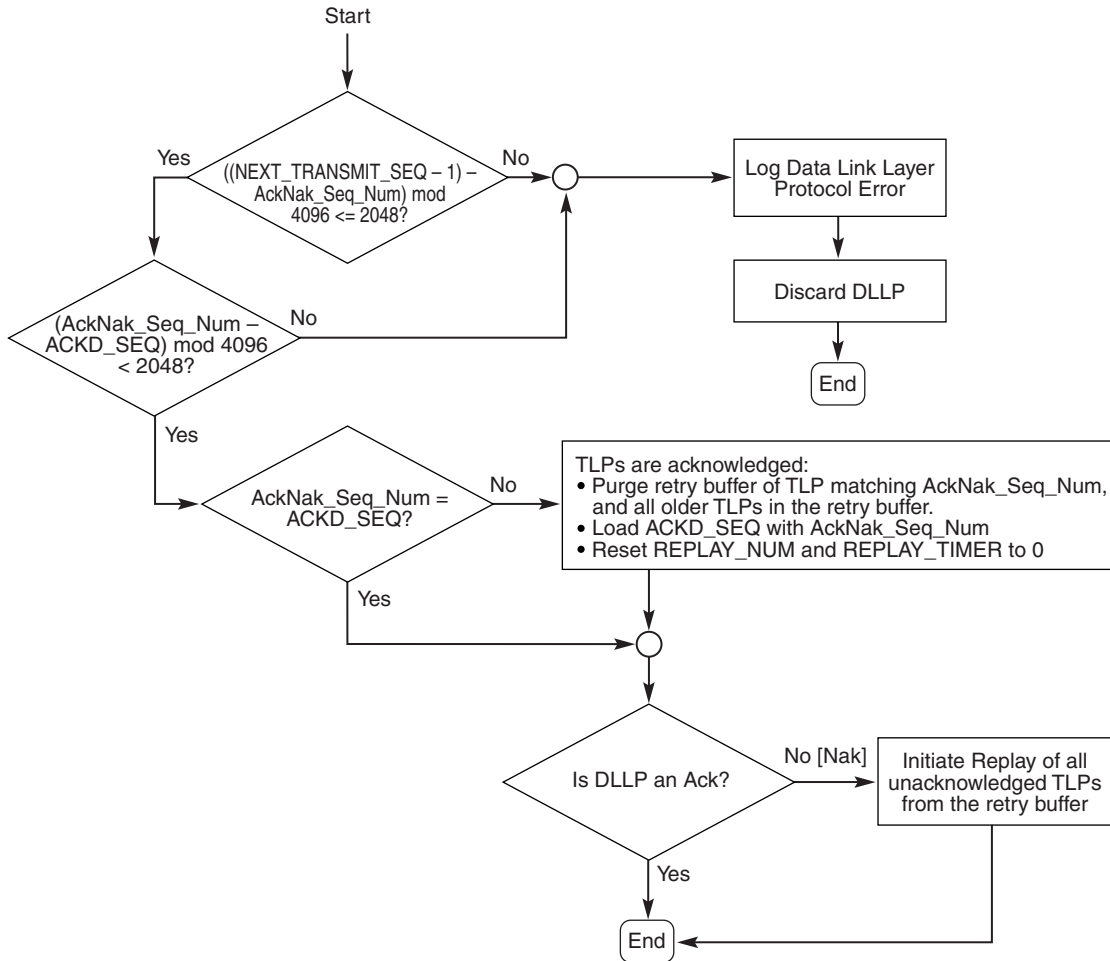 Start
Yes
((NEXT_TRANSMIT_SEQ – 1) –
AckNak_Seq_Num) mod
4096 <= 2048?
No
Log Data Link Layer
Protocol Error
Discard DLLP
End
(AckNak_Seq_Num –
ACKD_SEQ) mod 4096
< 2048?
No
Yes
AckNak_Seq_Num =
ACKD_SEQ?
No
Yes
TLPs are acknowledged:
• Purge retry buffer of TLP matching AckNak_Seq_Num,
and all older TLPs in the retry buffer.
• Load ACKD_SEQ with AckNak_Seq_Num
• Reset REPLAY_NUM and REPLAY_TIMER to 0
Is DLLP an Ack?
No [Nak]
Initiate Replay of all
unacknowledged TLPs
from the retry buffer
Yes
End